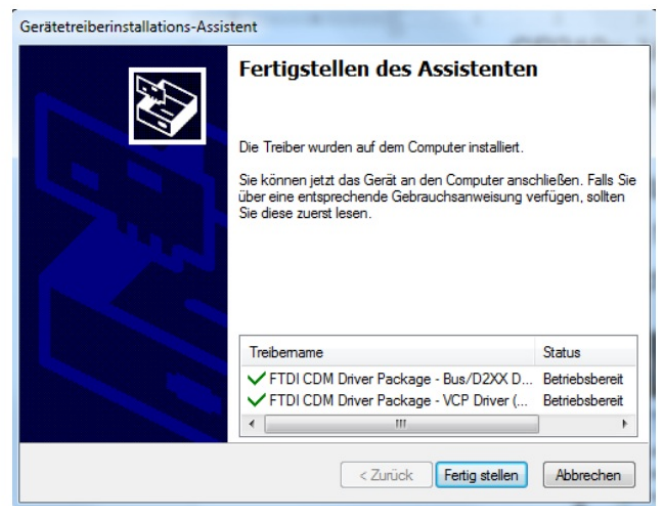 Gerätetreiberinstallations-Assistent
Fertigstellen des Assistenten
Die Treiber wurden auf dem Computer installiert.
Sie können jetzt das Gerät an den Computer anschließen. Falls Sie
über eine entsprechende Gebrauchsanweisung verfügen, sollten
Sie diese zuerst lesen.
Treibername Status
FTDI CDM Driver Package - Bus/D2XX D... Betriebsbereit
FTDI CDM Driver Package - VCP Driver (... Betriebsbereit
< Zurück Fertig stellen Abbrechen